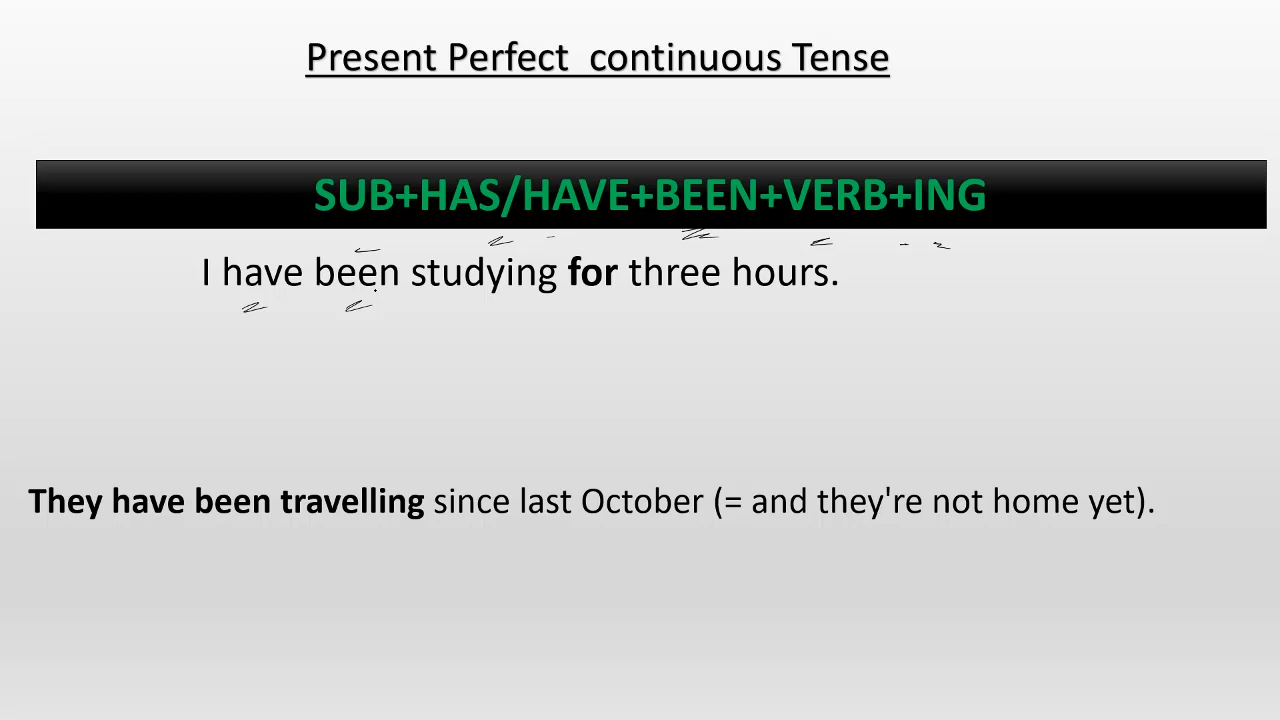 Present Perfect  continuous Tense
SUB+HAS/HAVE+BEEN+VERB+ING
I have been studying for three hours.
They have been travelling since last October (= and they're not home yet).